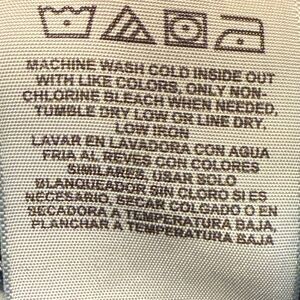 MACHINE WASH COLD INSIDE OUT
WITH LIKE COLORS, ONLY NON-
CHLORINE BLEACH WHEN NEEDED,
TUMBLE DRY LOW OR LINE DRY,
LOW IRON
LAVAR EN LAVADORA CON AGUA
FRIA AL REVES CON COLORES
SIMILARES, USAR SOLO
BLANQUEADOR SIN CLORO SI ES
NECESARIO, SECAR COLGADO O EN
SECADORA A TEMPERATURA BAJA,
PLANCHAR A TEMPERATURA BAJA